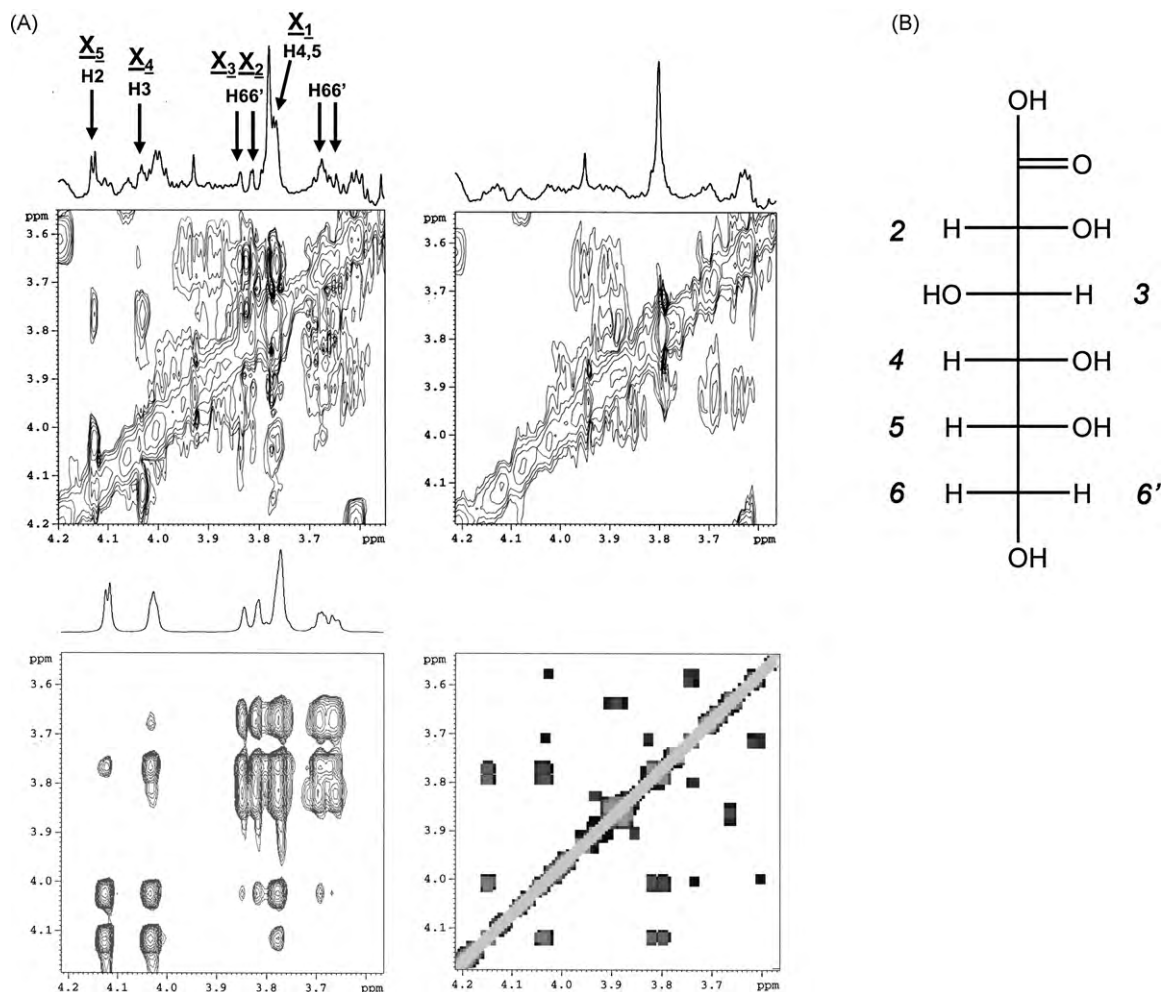 (A)
X5 X4 X3 X2 X1
H2 H3 H66' H4,5 H66'
ppm
3.6
3.7
3.8
3.9
4.0
4.1
4.2
4.2 4.1 4.0 3.9 3.8 3.7 ppm
ppm
3.6
3.7
3.8
3.9
4.0
4.1
4.2 4.1 4.0 3.9 3.8 3.7 ppm
ppm
3.6
3.7
3.8
3.9
4.0
4.1
4.2 4.1 4.0 3.9 3.8 3.7 ppm
ppm
3.6
3.7
3.8
3.9
4.0
4.1
4.2 4.1 4.0 3.9 3.8 3.7 ppm
(B)
OH
O
2 H OH
HO H 3
4 H OH
5 H OH
6 H H 6'
OH